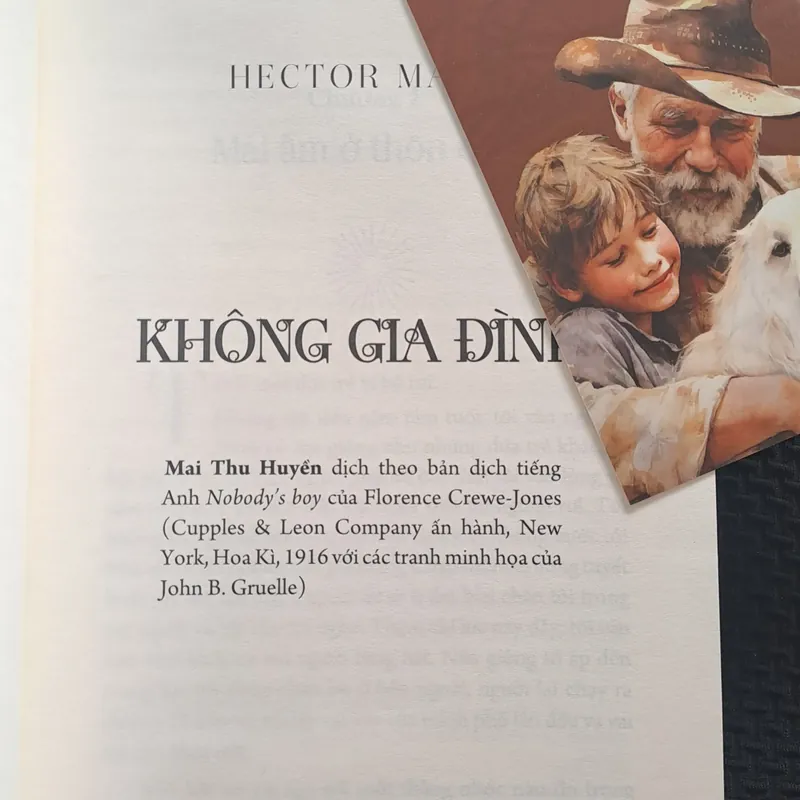 HECTOR MA
KHÔNG GIA ĐÌN
Mai Thu Huyền dịch theo bản dịch tiếng
Anh Nobody's boy của Florence Crewe-Jones
(Cupples & Leon Company ấn hành, New
York, Hoa Kì, 1916 với các tranh minh họa của
John B. Gruelle)